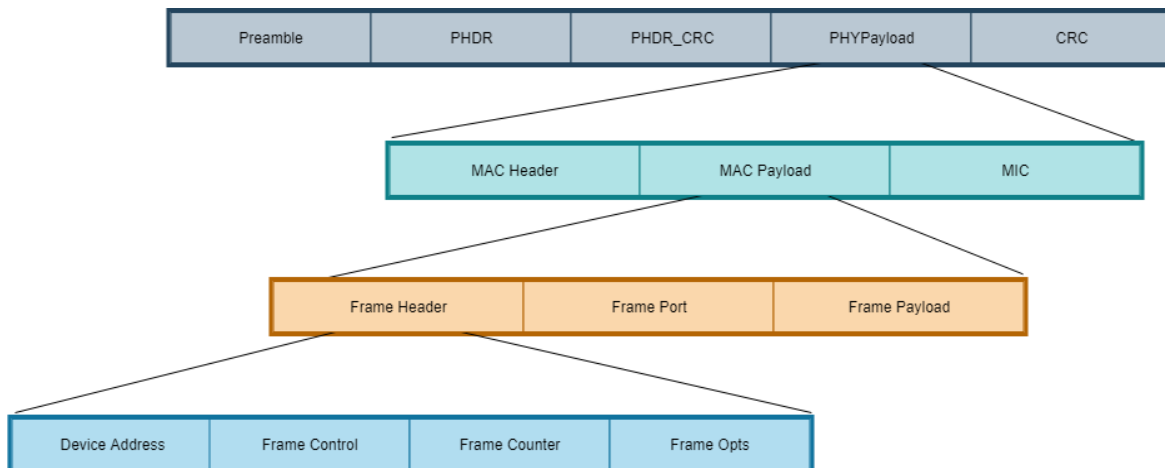 Preamble PHDR PHDR_CRC PHYPayload CRC
MAC Header MAC Payload MIC
Frame Header Frame Port Frame Payload
Device Address Frame Control Frame Counter Frame Opts